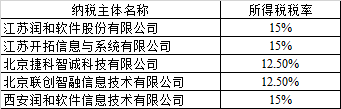 纳税主体名称 所得税税率
江苏润和软件股份有限公司 15%
江苏开拓信息与系统有限公司 15%
北京捷科智诚科技有限公司 12.50%
北京联创智融信息技术有限公司 12.50%
西安润和软件信息技术有限公司 15%